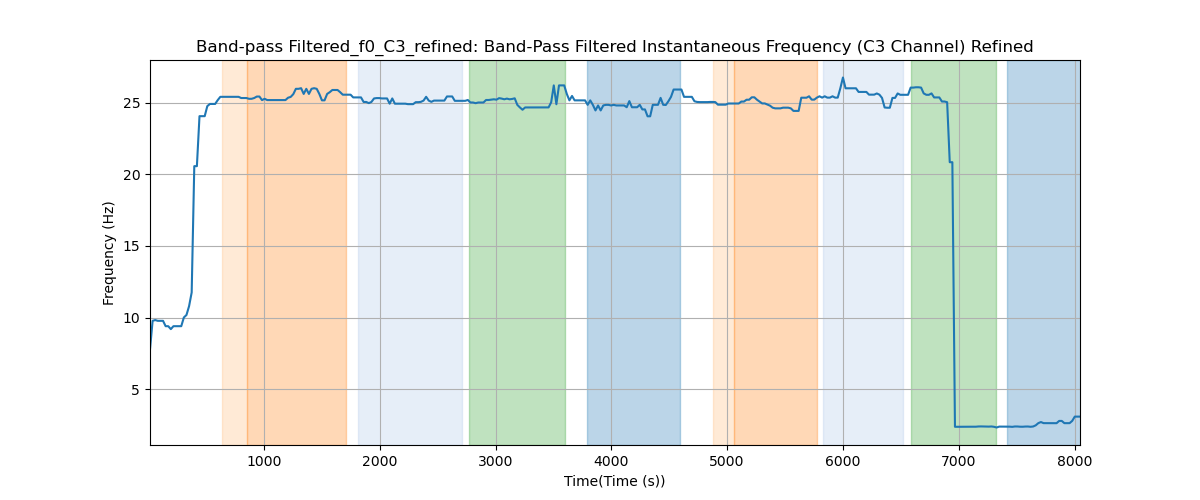 Band-pass Filtered_f0_C3_refined: Band-Pass Filtered Instantaneous Frequency (C3 Channel) Refined
Frequency (Hz)
25
20
15
10
5
1000 2000 3000 4000 5000 6000 7000 8000
Time(Time (s))